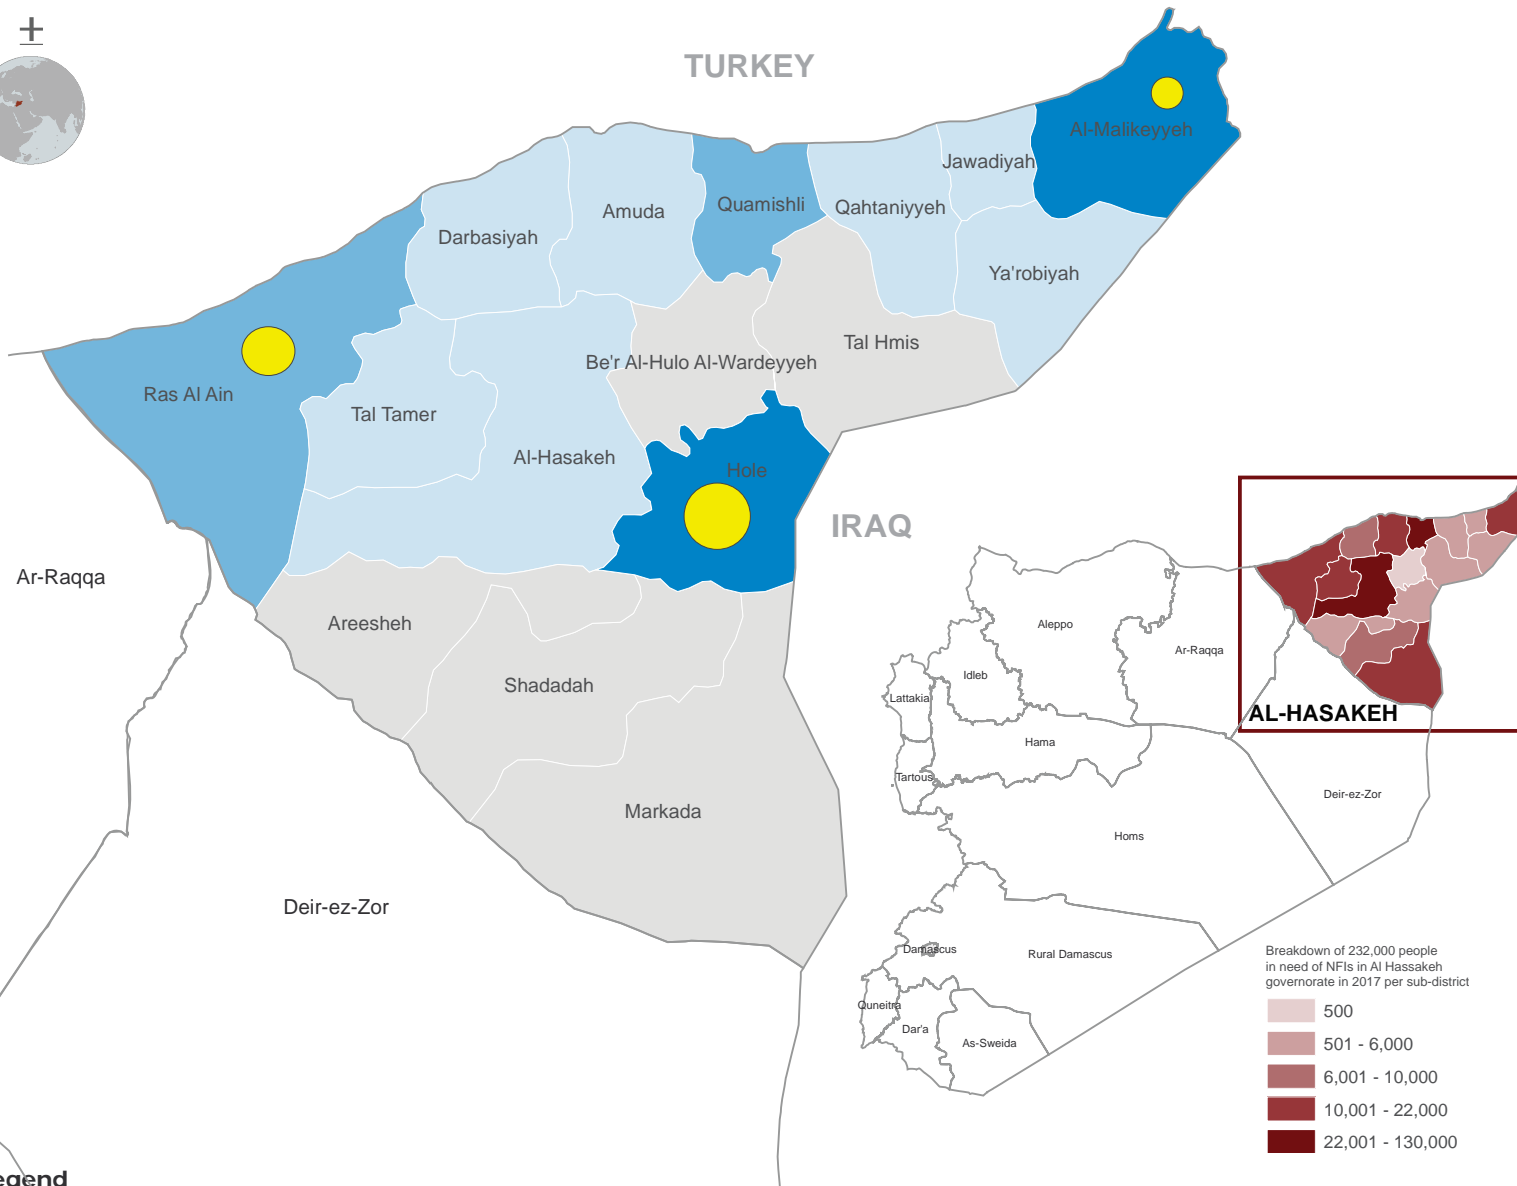 TURKEY
Al-Malikeyyeh
Jawadiyah
Quamishli
Qahtaniyyeh
Amuda
Darbasiyah
Ya'robiyah
Tal Hmis
Be'r Al-Hulo Al-Wardeyyeh
Ras Al Ain
Tal Tamer
Al-Hasakeh
Hole
IRAQ
Ar-Raqqa
Areesheh
Shadadah
Markada
Deir-ez-Zor
Aleppo
Ar-Raqqa
Idleb
Lattakia
AL-HASAKEH
Hama
Tartous
Deir-ez-Zor
Homs
Damascus
Rural Damascus
Quneitra
Dar'a
As-Sweida
Breakdown of 232,000 people
in need of NFIs in Al Hassakeh
governorate in 2017 per sub-district
500
501 - 6,000
6,001 - 10,000
10,001 - 22,000
22,001 - 130,000
egend